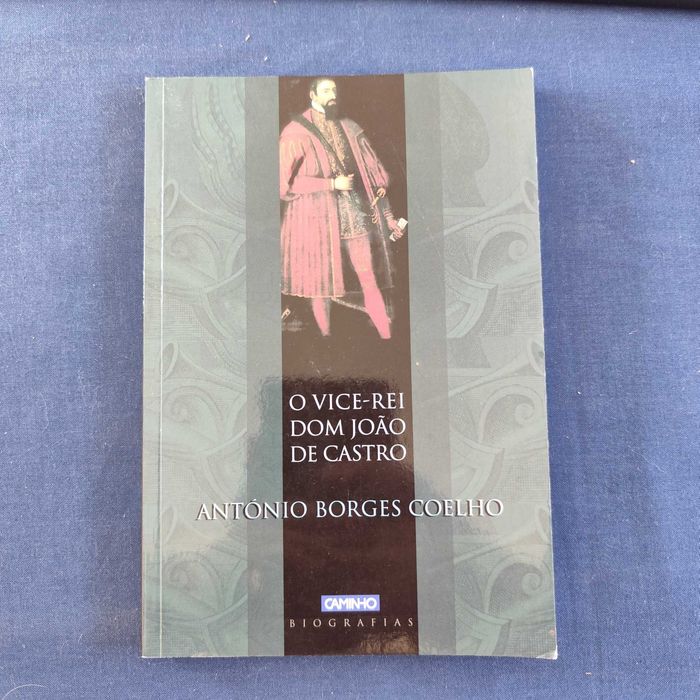 O VICE-REI
DOM JOÃO
DE CASTRO
ANTÓNIO BORGES COELHO
CAMINHO
BIOGRAFIAS